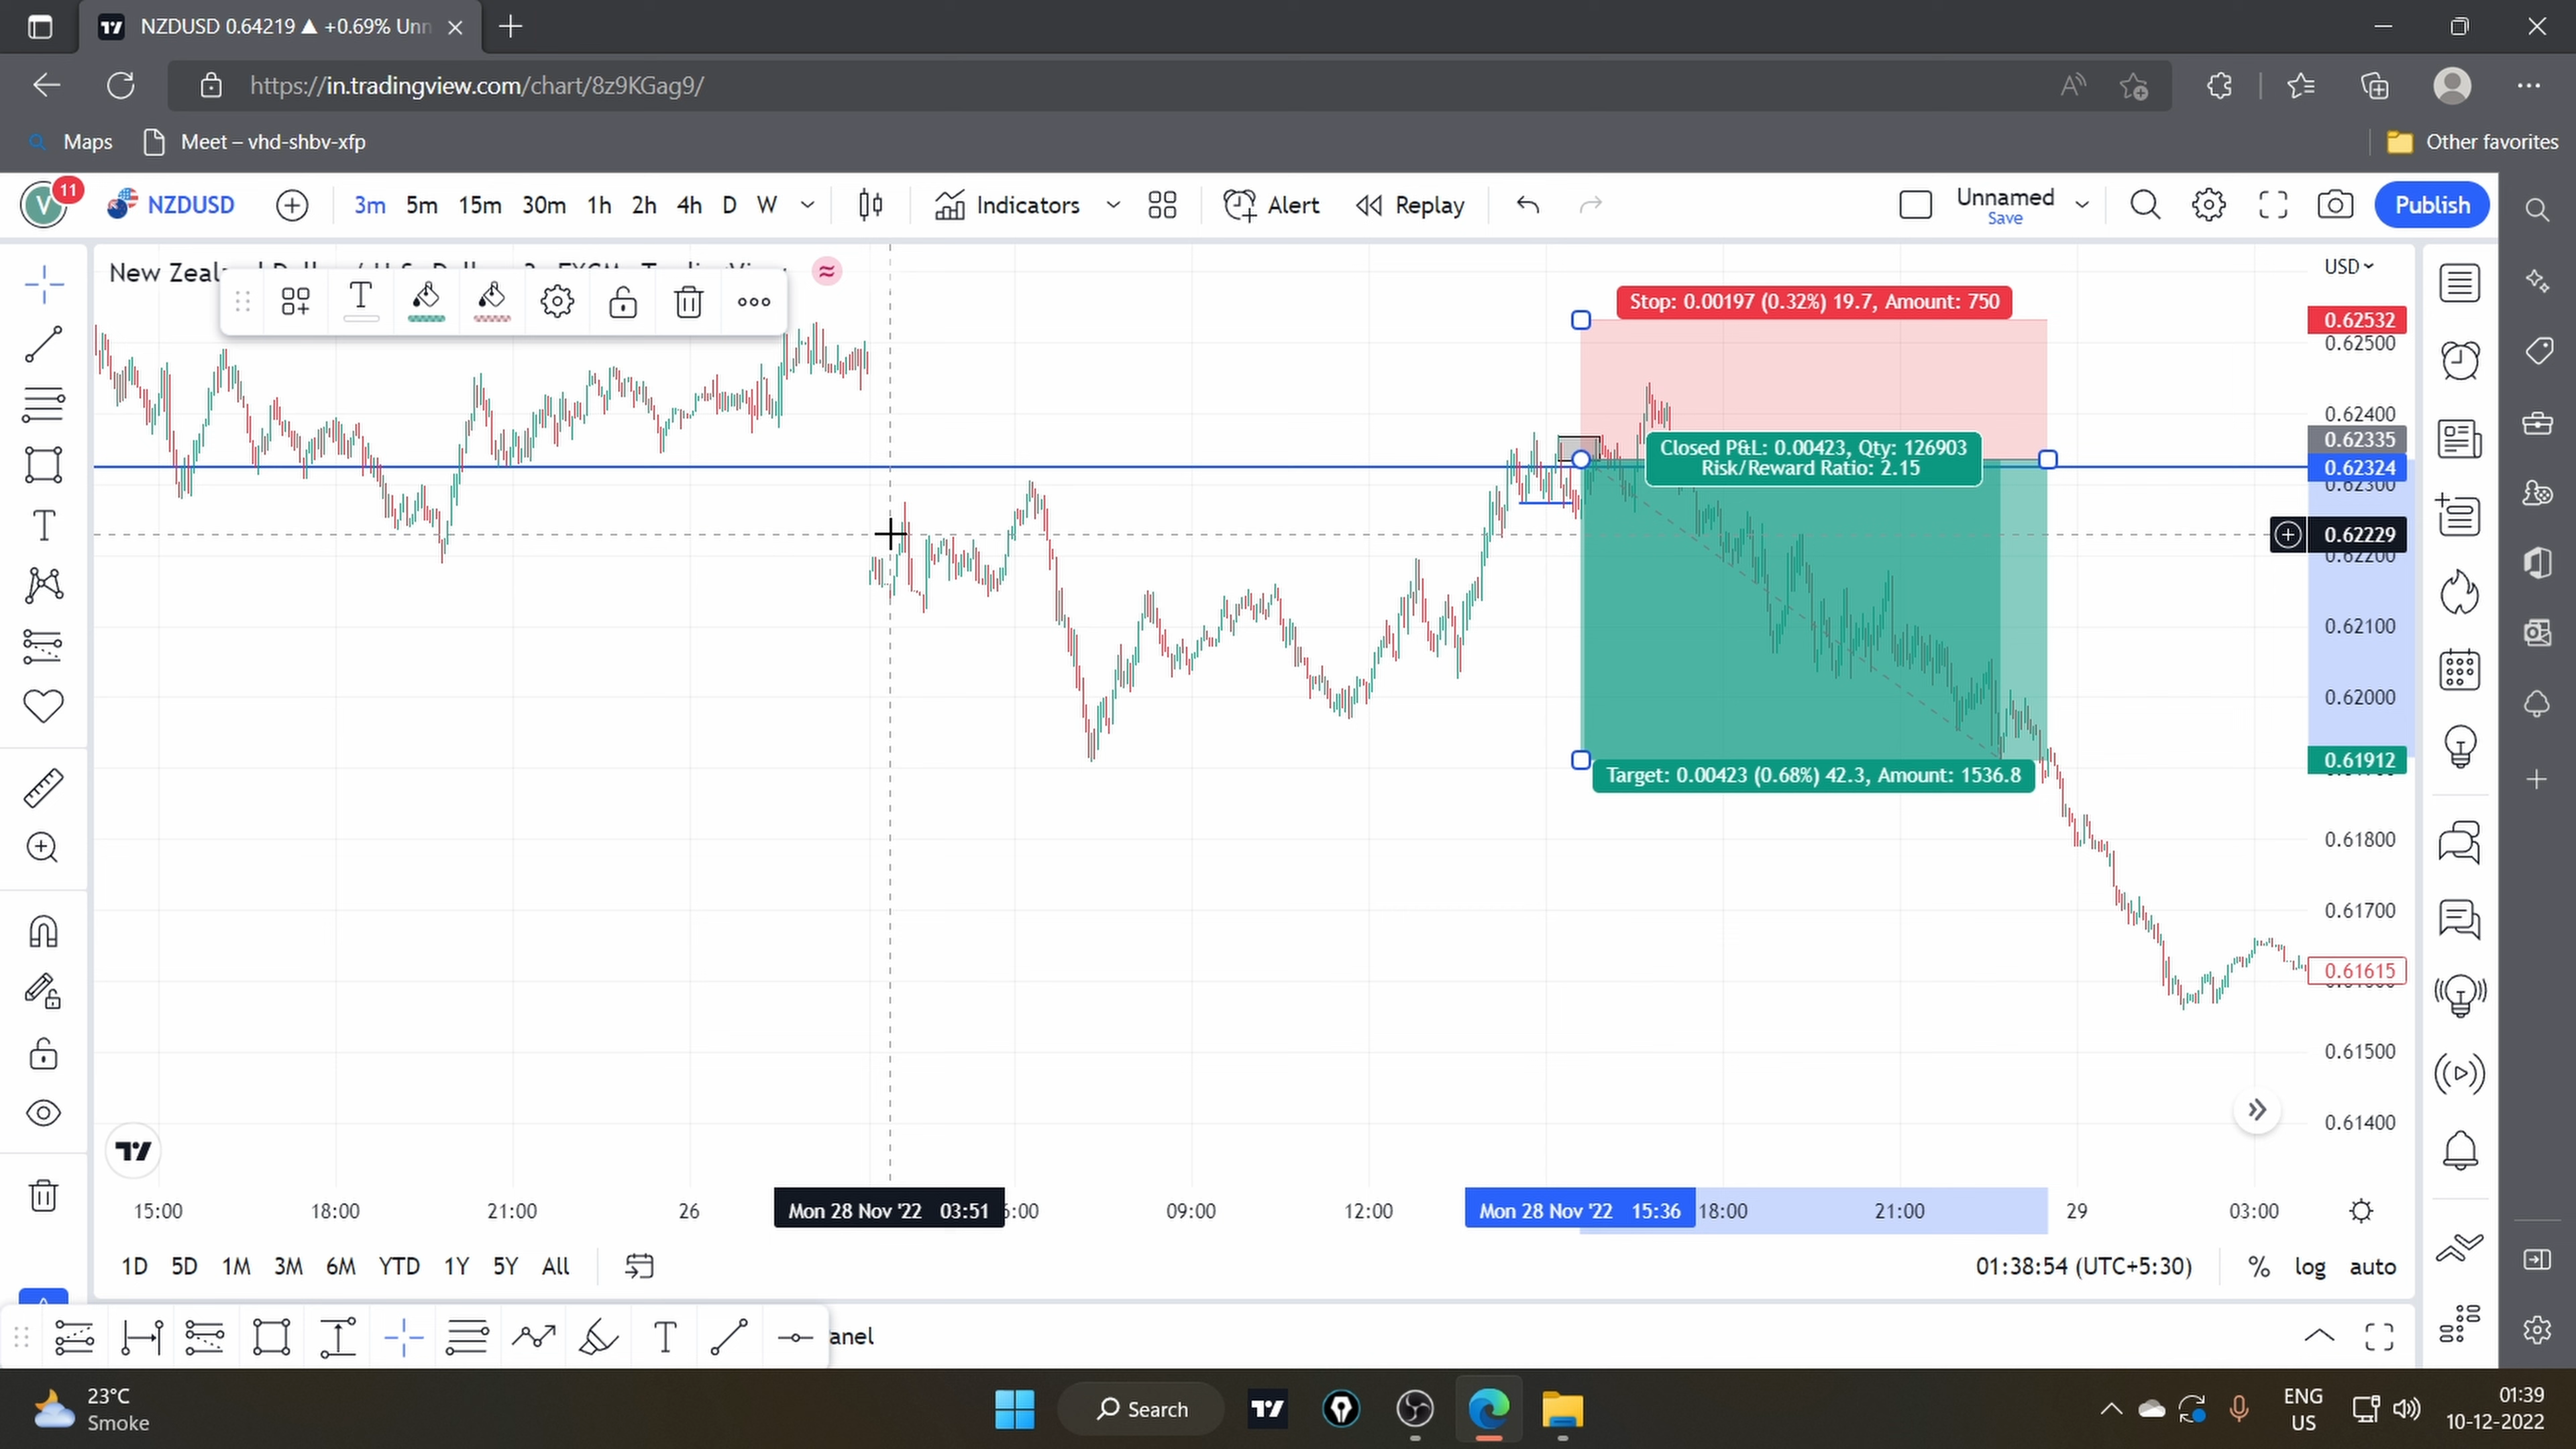 NZDUSD 0.64219 ▲ +0.69% Unn
https://in.tradingview.com/chart/8z9KGag9/
Maps
Meet – vhd-shbv-xfp
Other favorites
V
11
NZDUSD
3m 5m 15m 30m 1h 2h 4h D W
Indicators
Alert
Replay
Unnamed
Save
Publish
New Zeal
USD
Stop: 0.00197 (0.32%) 19.7, Amount: 750
0.62532
0.62500
0.62400
0.62335
Closed P&L: 0.00423, Qty: 126903
Risk/Reward Ratio: 2.15
0.62324
0.62300
0.62229
0.62200
0.62100
0.62000
0.61912
Target: 0.00423 (0.68%) 42.3, Amount: 1536.8
0.61800
0.61700
0.61615
0.61500
0.61400
15:00 18:00 21:00 26 Mon 28 Nov '22 03:51 6:00 09:00 12:00 Mon 28 Nov '22 15:36 18:00 21:00 29 03:00
1D 5D 1M 3M 6M YTD 1Y 5Y All
01:38:54 (UTC+5:30) % log auto
anel
23°C
Smoke
Search
ENG
US
01:39
10-12-2022